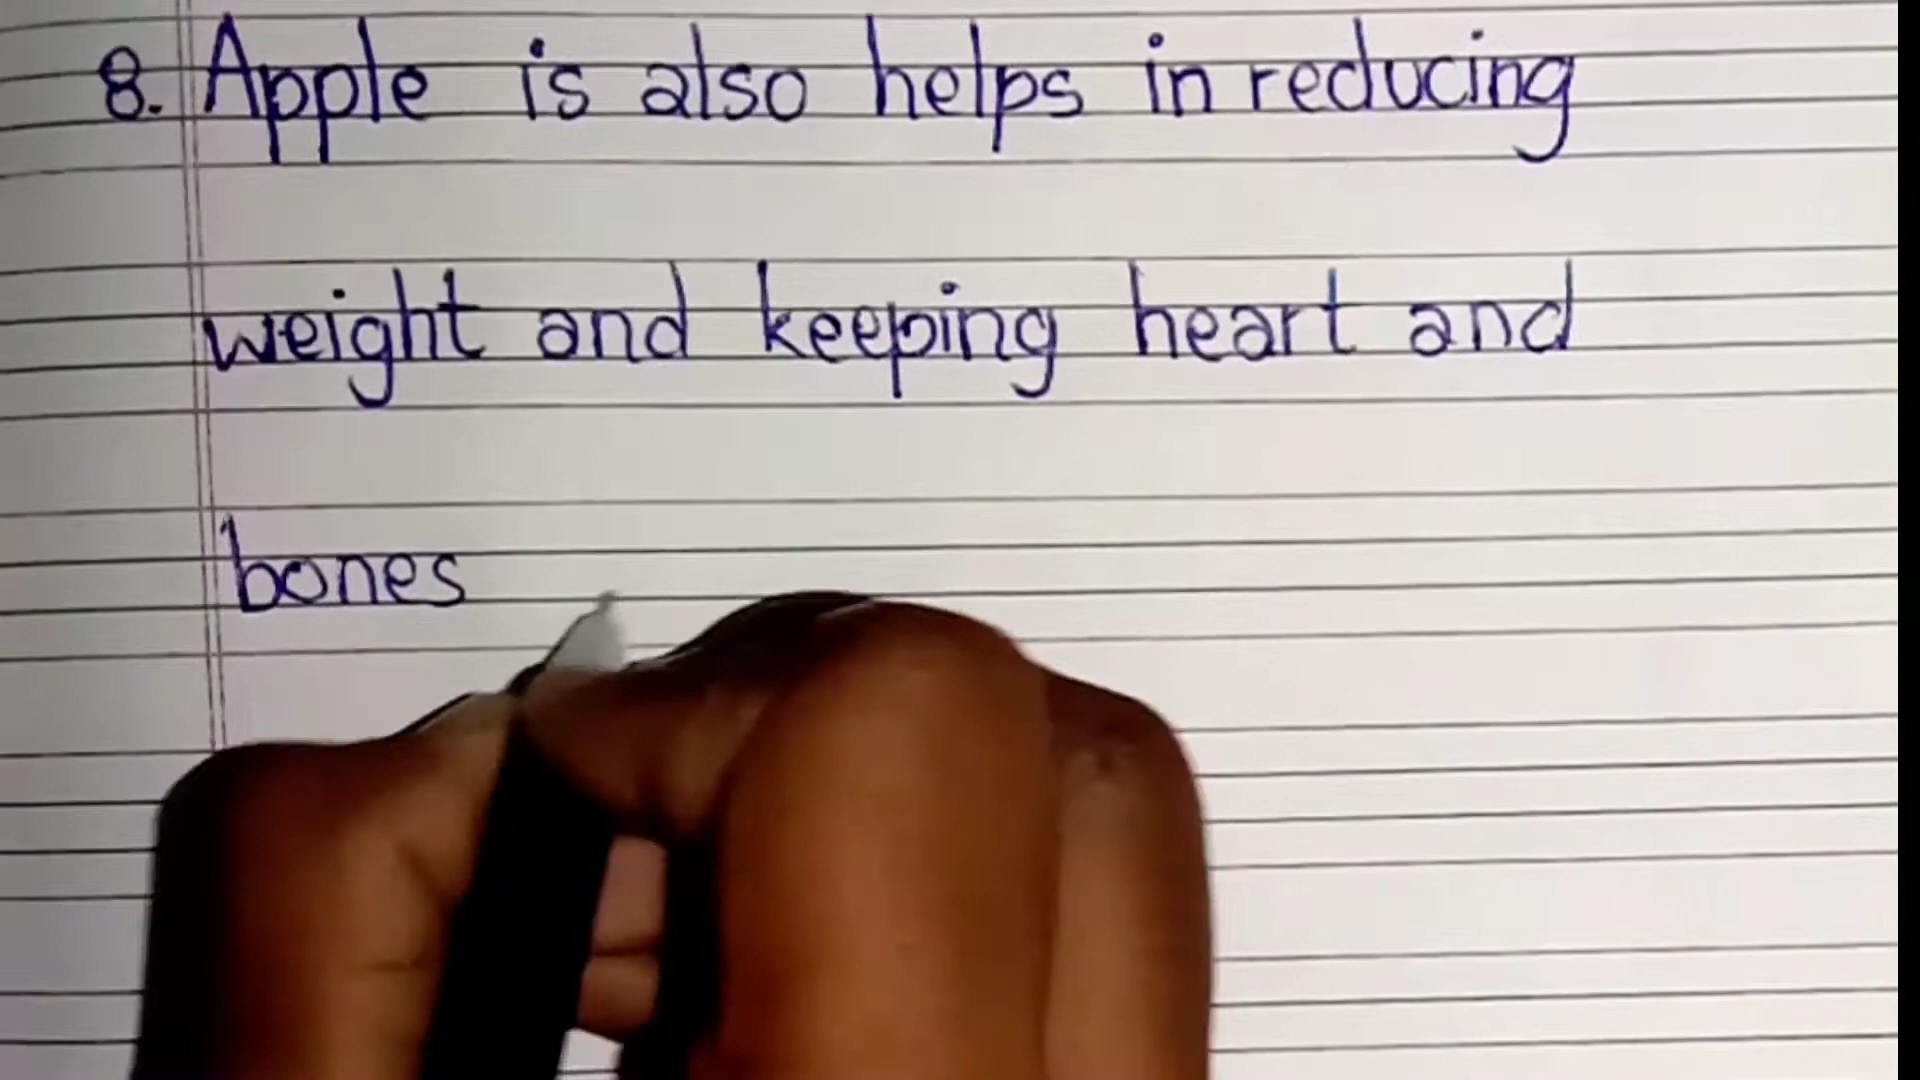 8. Apple is also helps in reducing
weight and keeping heart and
bones